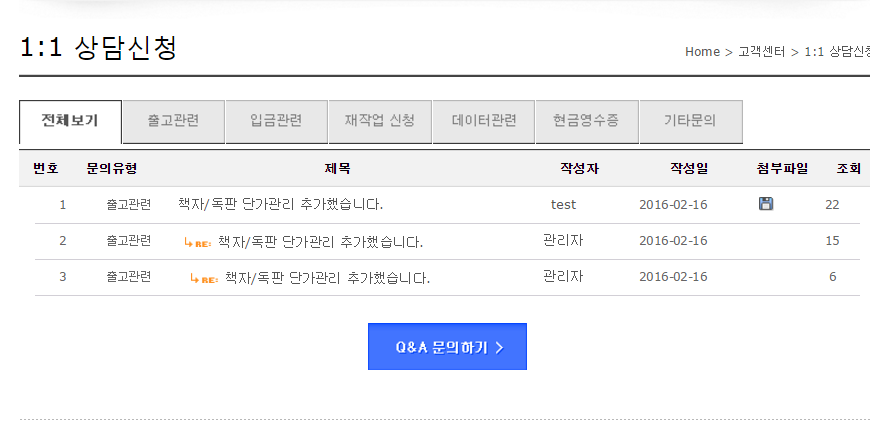 1:1 상담신청
Home > 고객센터 > 1:1 상담신청
전체보기 출고관련 입금관련 재작업 신청 데이터관련 현금영수증 기타문의
번호 문의유형 제목 작성자 작성일 첨부파일 조회
1 출고관련 책자/독판 단가관리 추가했습니다. test 2016-02-16 22
2 출고관련 RE: 책자/독판 단가관리 추가했습니다. 관리자 2016-02-16 15
3 출고관련 RE: 책자/독판 단가관리 추가했습니다. 관리자 2016-02-16 6
Q&A 문의하기 >